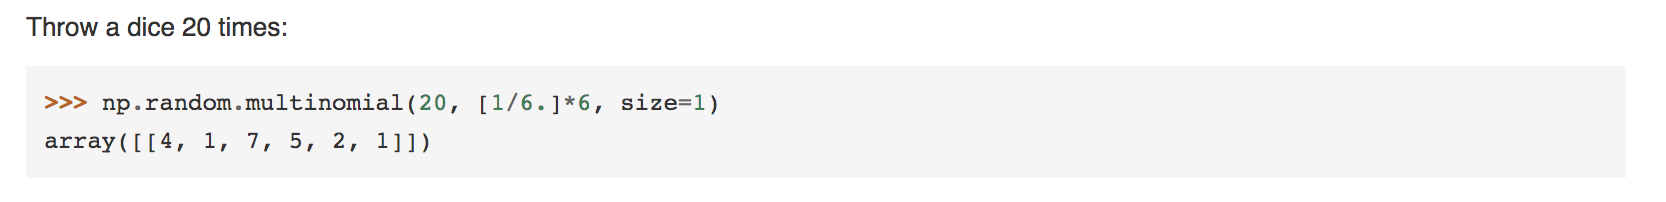 Throw a dice 20 times:
>>> np.random.multinomial(20, [1/6.]*6, size=1)
array([[4, 1, 7, 5, 2, 1]])